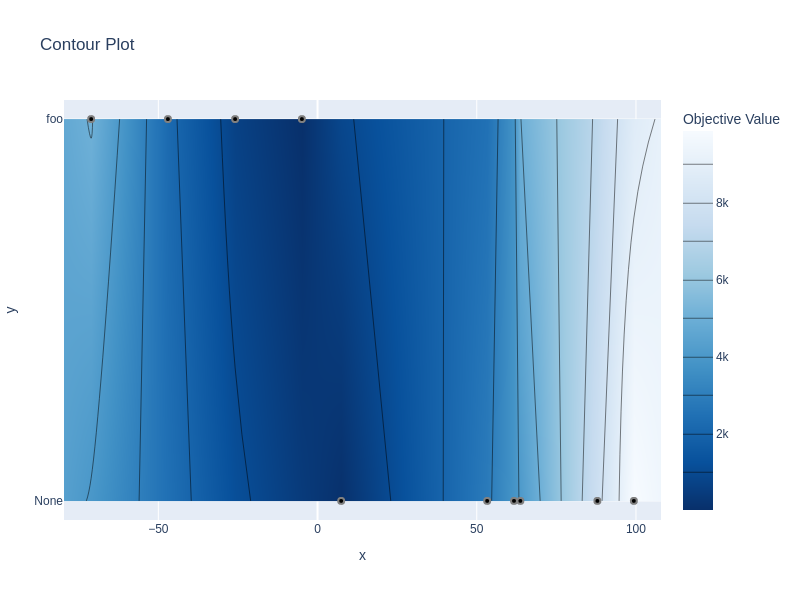 Contour Plot
Objective Value
foo
None
y
−50
0
50
100
x
8k
6k
4k
2k